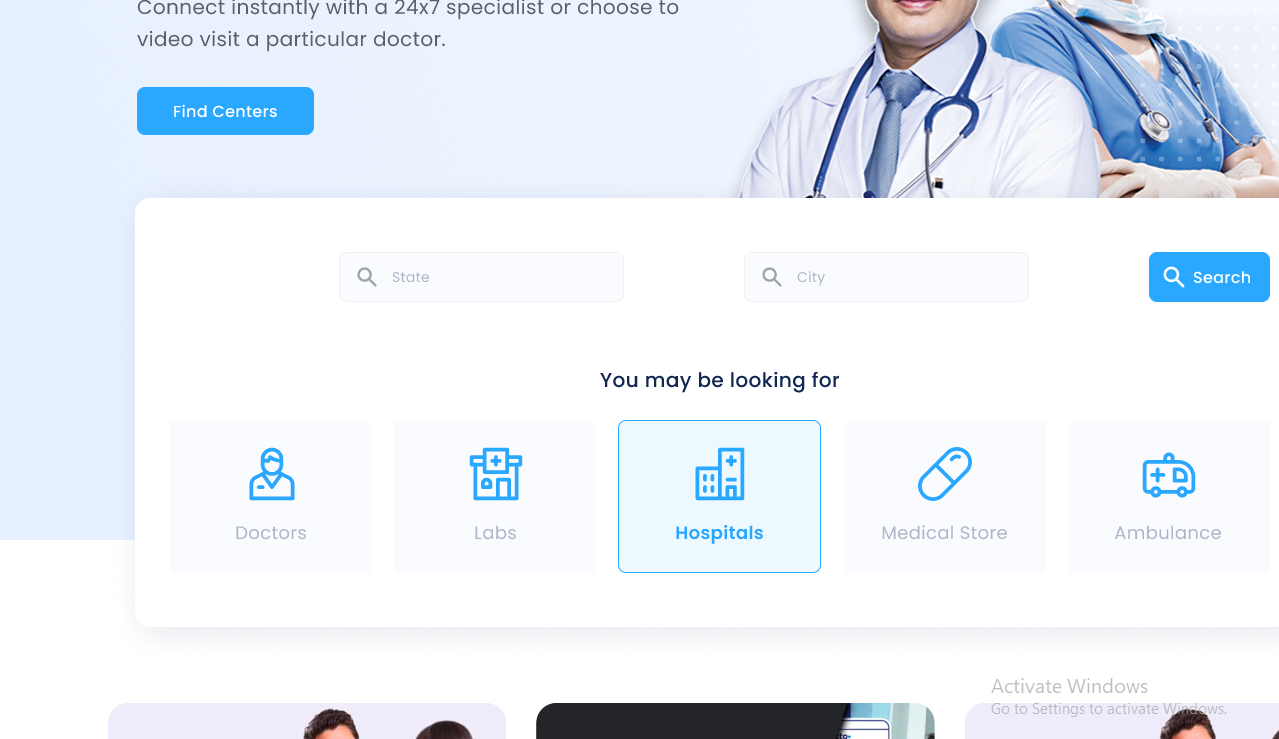 Connect instantly with a 24x7 specialist or choose to
video visit a particular doctor.
Find Centers
State
City
Search
You may be looking for
Doctors
Labs
Hospitals
Medical Store
Ambulance
Activate Windows
Go to Settings to activate Windows.